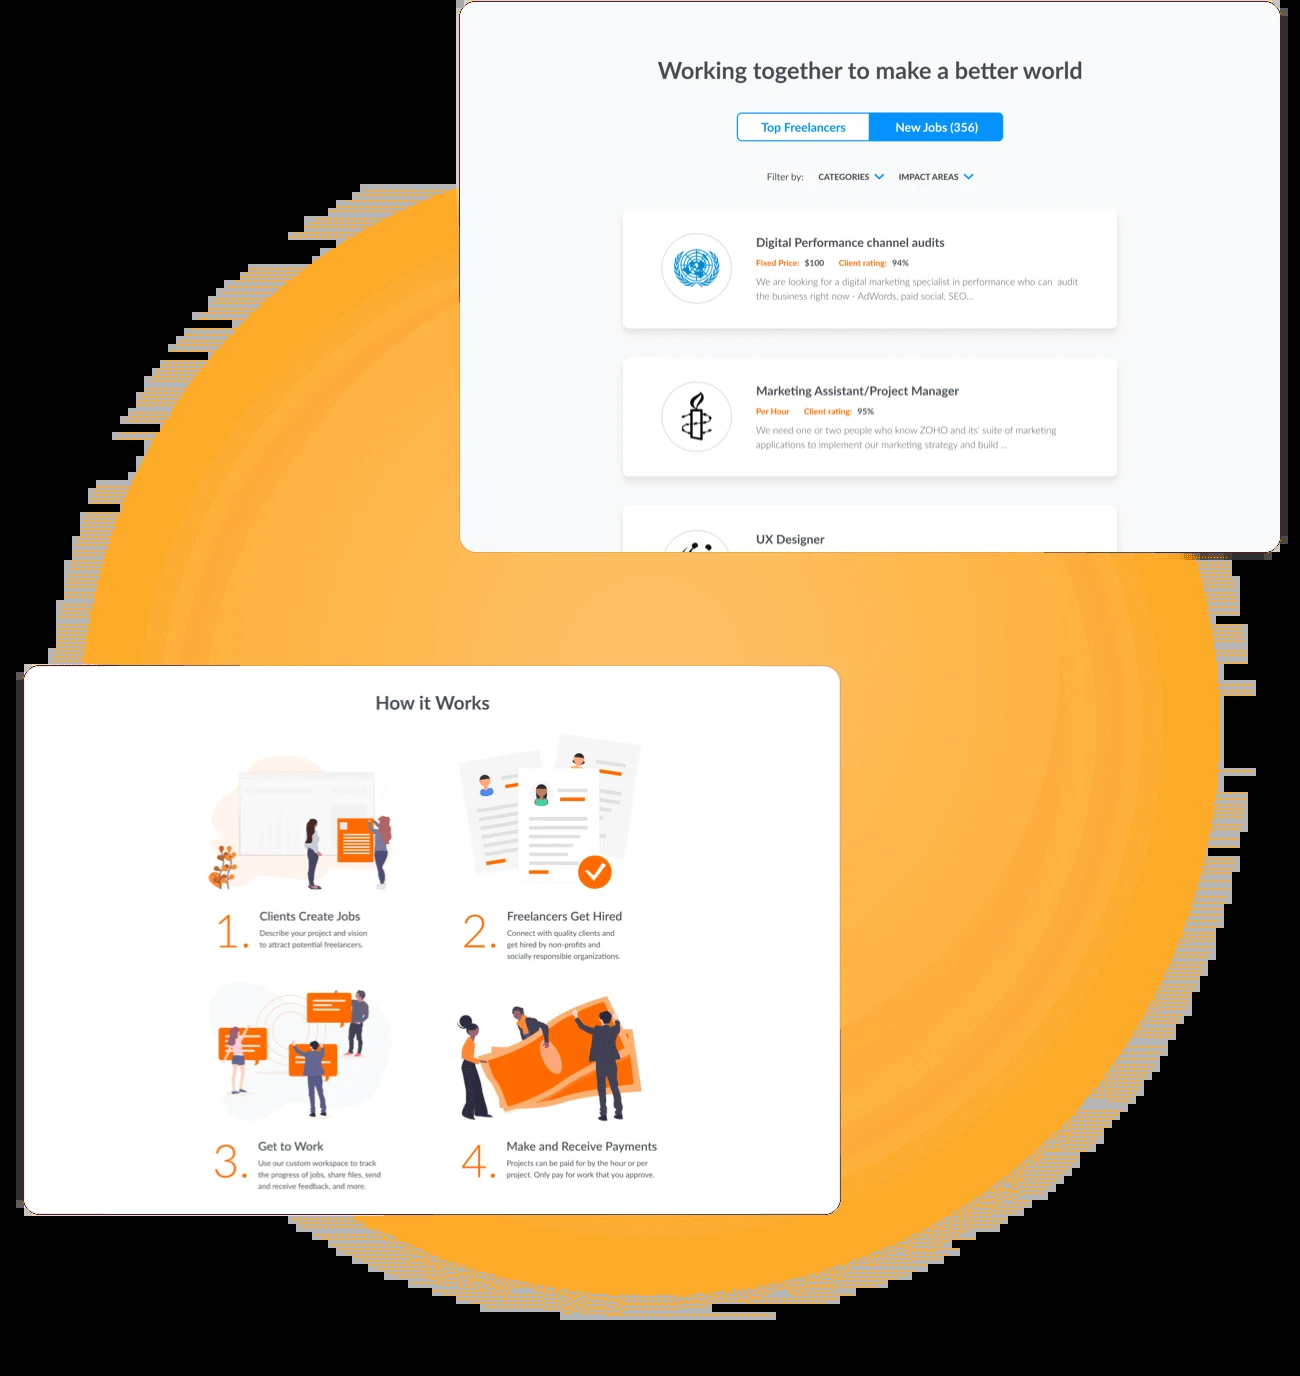 Working together to make a better world
Top Freelancers
New Jobs (356)
Filter by: CATEGORIES IMPACT AREAS
Digital Performance channel audits
Fixed Price: $100 Client rating: 94%
We are looking for a digital marketing specialist in performance who can audit
the business right now - AdWords, paid social, SEO...
Marketing Assistant/Project Manager
Per Hour Client rating: 95%
We need one or two people who know ZOHO and its' suite of marketing
applications to implement our marketing strategy and build ...
UX Designer
How it Works
1. Clients Create Jobs
Describe your project and vision
to attract potential freelancers.
2. Freelancers Get Hired
Connect with quality clients and
get hired by non-profits and
socially responsible organizations.
3. Get to Work
Use our custom workspace to track
the progress of jobs, share files, send
and receive feedback, and more.
4. Make and Receive Payments
Projects can be paid for by the hour or per
project. Only pay for work that you approve.